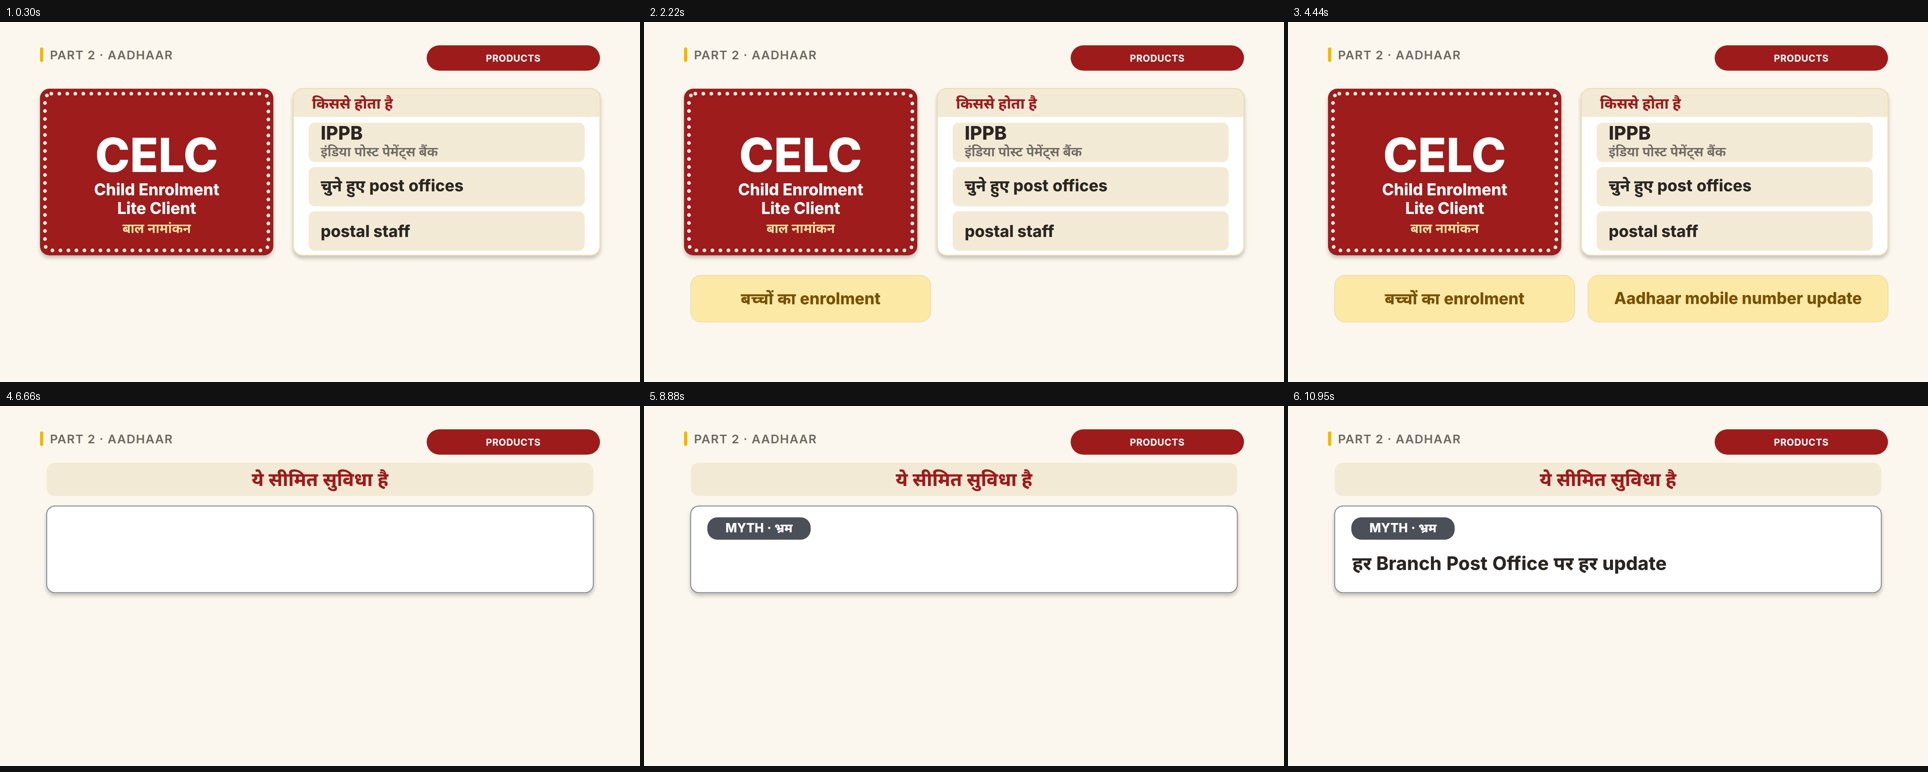 1. 0.30s
PART 2 · AADHAAR
PRODUCTS
CELC
Child Enrolment
Lite Client
बाल नामांकन
किससे होता है
IPPB
इंडिया पोस्ट पेमेंट्स बैंक
चुने हुए post offices
postal staff
2. 2.22s
PART 2 · AADHAAR
PRODUCTS
CELC
Child Enrolment
Lite Client
बाल नामांकन
किससे होता है
IPPB
इंडिया पोस्ट पेमेंट्स बैंक
चुने हुए post offices
postal staff
बच्चों का enrolment
3. 4.44s
PART 2 · AADHAAR
PRODUCTS
CELC
Child Enrolment
Lite Client
बाल नामांकन
किससे होता है
IPPB
इंडिया पोस्ट पेमेंट्स बैंक
चुने हुए post offices
postal staff
बच्चों का enrolment
Aadhaar mobile number update
4. 6.66s
PART 2 · AADHAAR
PRODUCTS
ये सीमित सुविधा है
5. 8.88s
PART 2 · AADHAAR
PRODUCTS
ये सीमित सुविधा है
MYTH · भ्रम
6. 10.95s
PART 2 · AADHAAR
PRODUCTS
ये सीमित सुविधा है
MYTH · भ्रम
हर Branch Post Office पर हर update